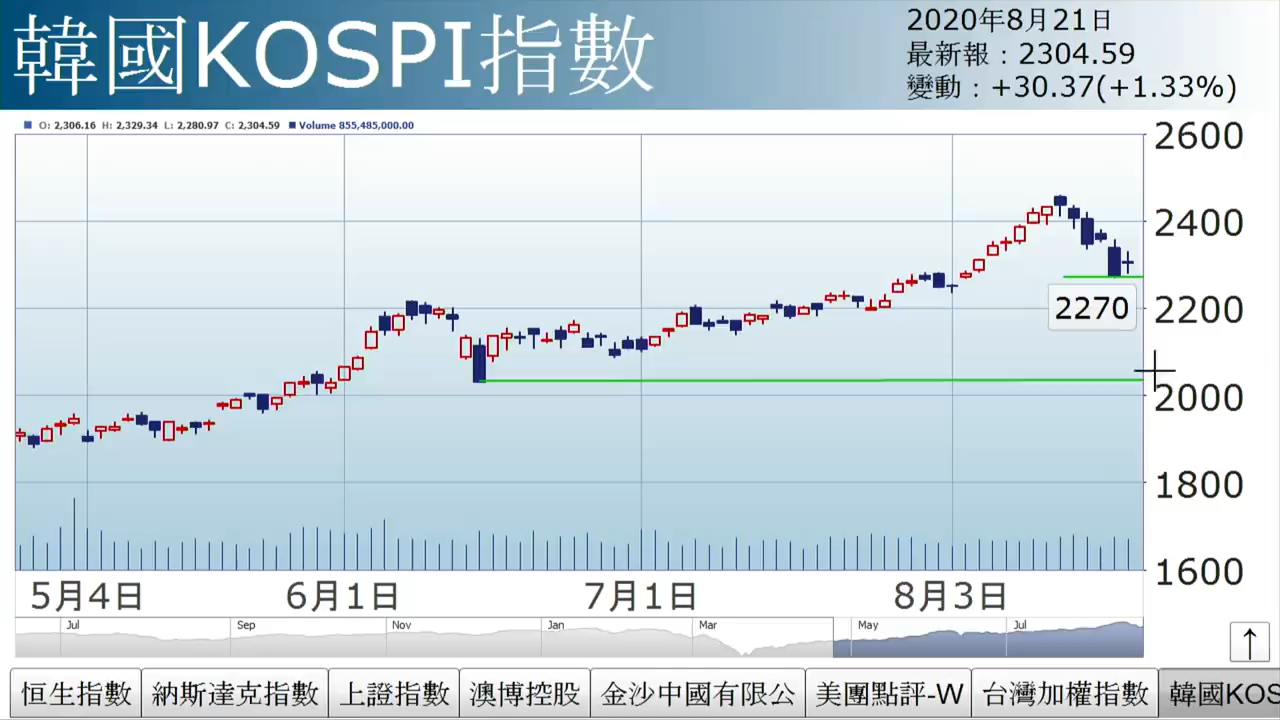 韓國KOSPI指數
2020年8月21日
最新報：2304.59
變動：+30.37(+1.33%)
O: 2,306.16 H: 2,329.34 L: 2,280.97 C: 2,304.59 Volume 855,485,000.00
2600
2400
2270
2200
2000
1800
1600
5月4日 6月1日 7月1日 8月3日
Jul Sep Nov Jan Mar May Jul
恒生指數 納斯達克指數 上證指數 澳博控股 金沙中國有限公 美團點評-W 台灣加權指數 韓國KOS